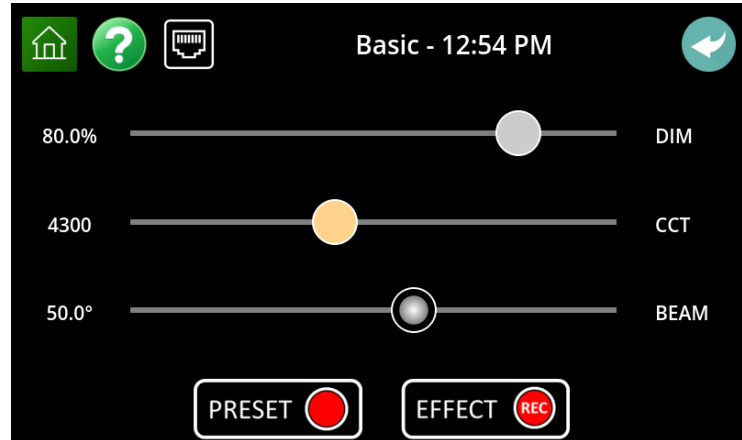 ?
Basic - 12:54 PM
80.0% DIM
4300 CCT
50.0° BEAM
PRESET EFFECT REC